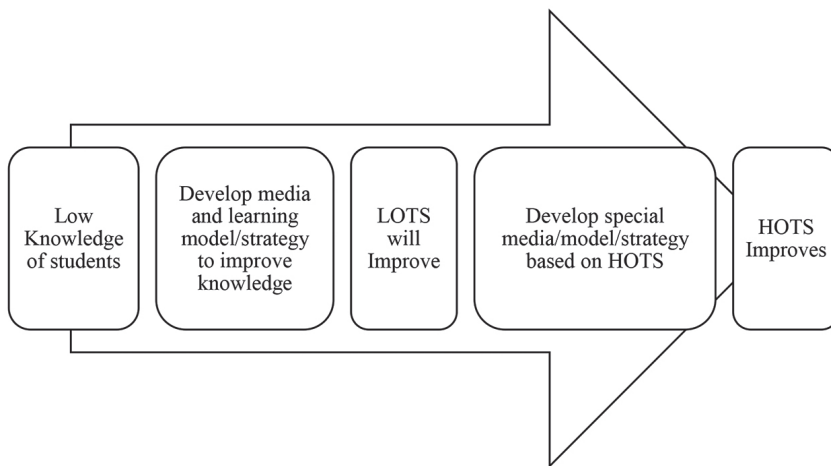 Low
Knowledge
of students
Develop media
and learning
model/strategy
to improve
knowledge
LOTS
will
Improve
Develop special
media/model/strategy
based on HOTS
HOTS
Improves